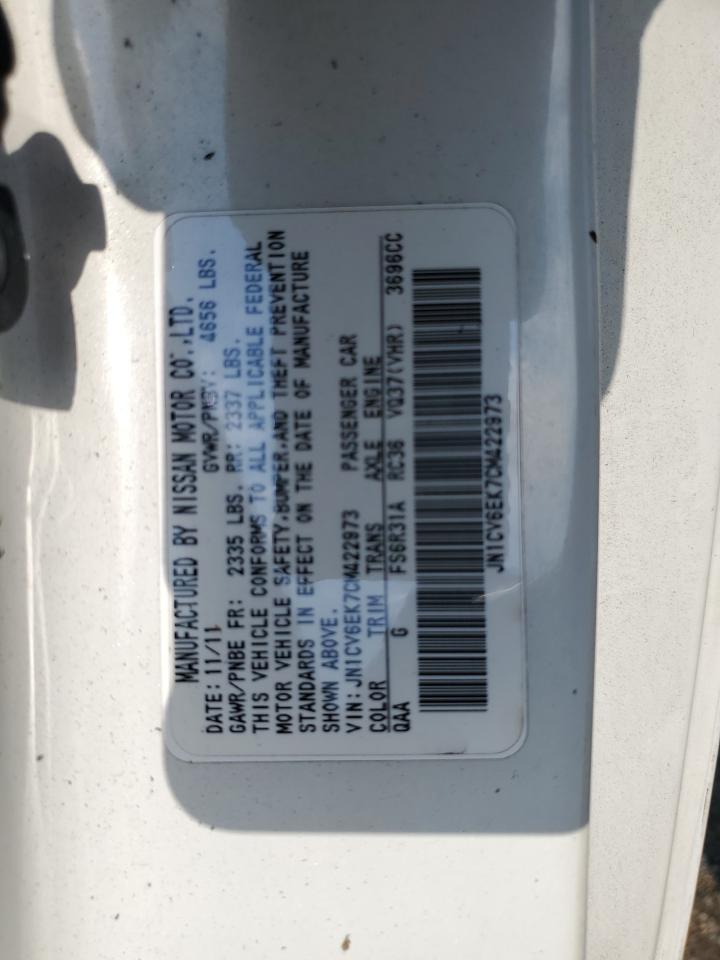 MANUFACTURED BY NISSAN MOTOR CO.,LTD.
DATE: 11/11 GVWR/PNBV: 4656 LBS.
GAWR/PNBE FR: 2335 LBS. RR: 2337 LBS.
THIS VEHICLE CONFORMS TO ALL APPLICABLE FEDERAL
MOTOR VEHICLE SAFETY,BUMPER,AND THEFT PREVENTION
STANDARDS IN EFFECT ON THE DATE OF MANUFACTURE
SHOWN ABOVE.
VIN: JN1CV6EK7CM422973 PASSENGER CAR
COLOR TRIM TRANS AXLE ENGINE
QAA G FS6R31A RC36 VQ37(VHR) 3696CC
JN1CV6EK7CM422973